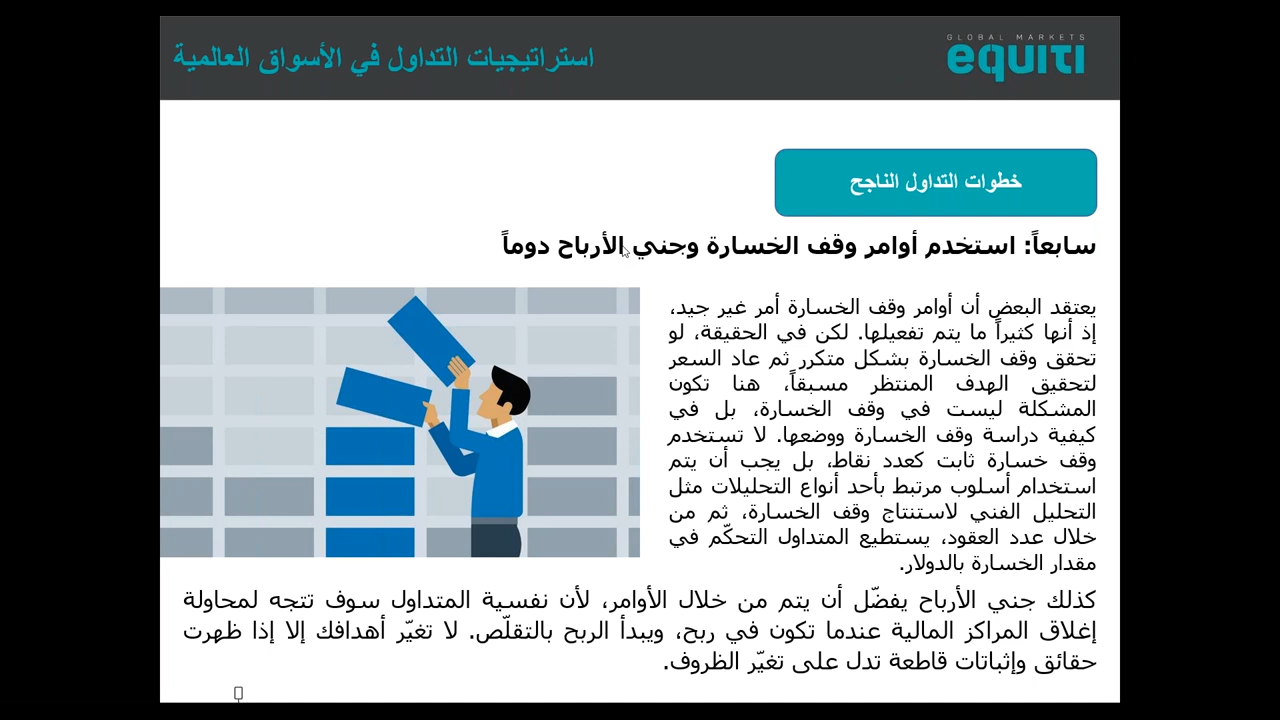 استراتيجيات التداول في الأسواق العالمية
GLOBAL MARKETS
equiti
خطوات التداول الناجح
سابعاً: استخدم أوامر وقف الخسارة وجني الأرباح دوماً
يعتقد البعض أن أوامر وقف الخسارة أمر غير جيد،
إذ أنها كثيراً ما يتم تفعيلها. لكن في الحقيقة، لو
تحقق وقف الخسارة بشكل متكرر ثم عاد السعر
لتحقيق الهدف المنتظر مسبقاً، هنا تكون
المشكلة ليست في وقف الخسارة، بل في
كيفية دراسة وقف الخسارة ووضعها. لا تستخدم
وقف خسارة ثابت كعدد نقاط، بل يجب أن يتم
استخدام أسلوب مرتبط بأحد أنواع التحليلات مثل
التحليل الفني لاستنتاج وقف الخسارة، ثم من
خلال عدد العقود، يستطيع المتداول التحكّم في
مقدار الخسارة بالدولار.
كذلك جني الأرباح يفضّل أن يتم من خلال الأوامر، لأن نفسية المتداول سوف تتجه لمحاولة
إغلاق المراكز المالية عندما تكون في ربح، ويبدأ الربح بالتقلّص. لا تغيّر أهدافك إلا إذا ظهرت
حقائق وإثباتات قاطعة تدل على تغيّر الظروف.